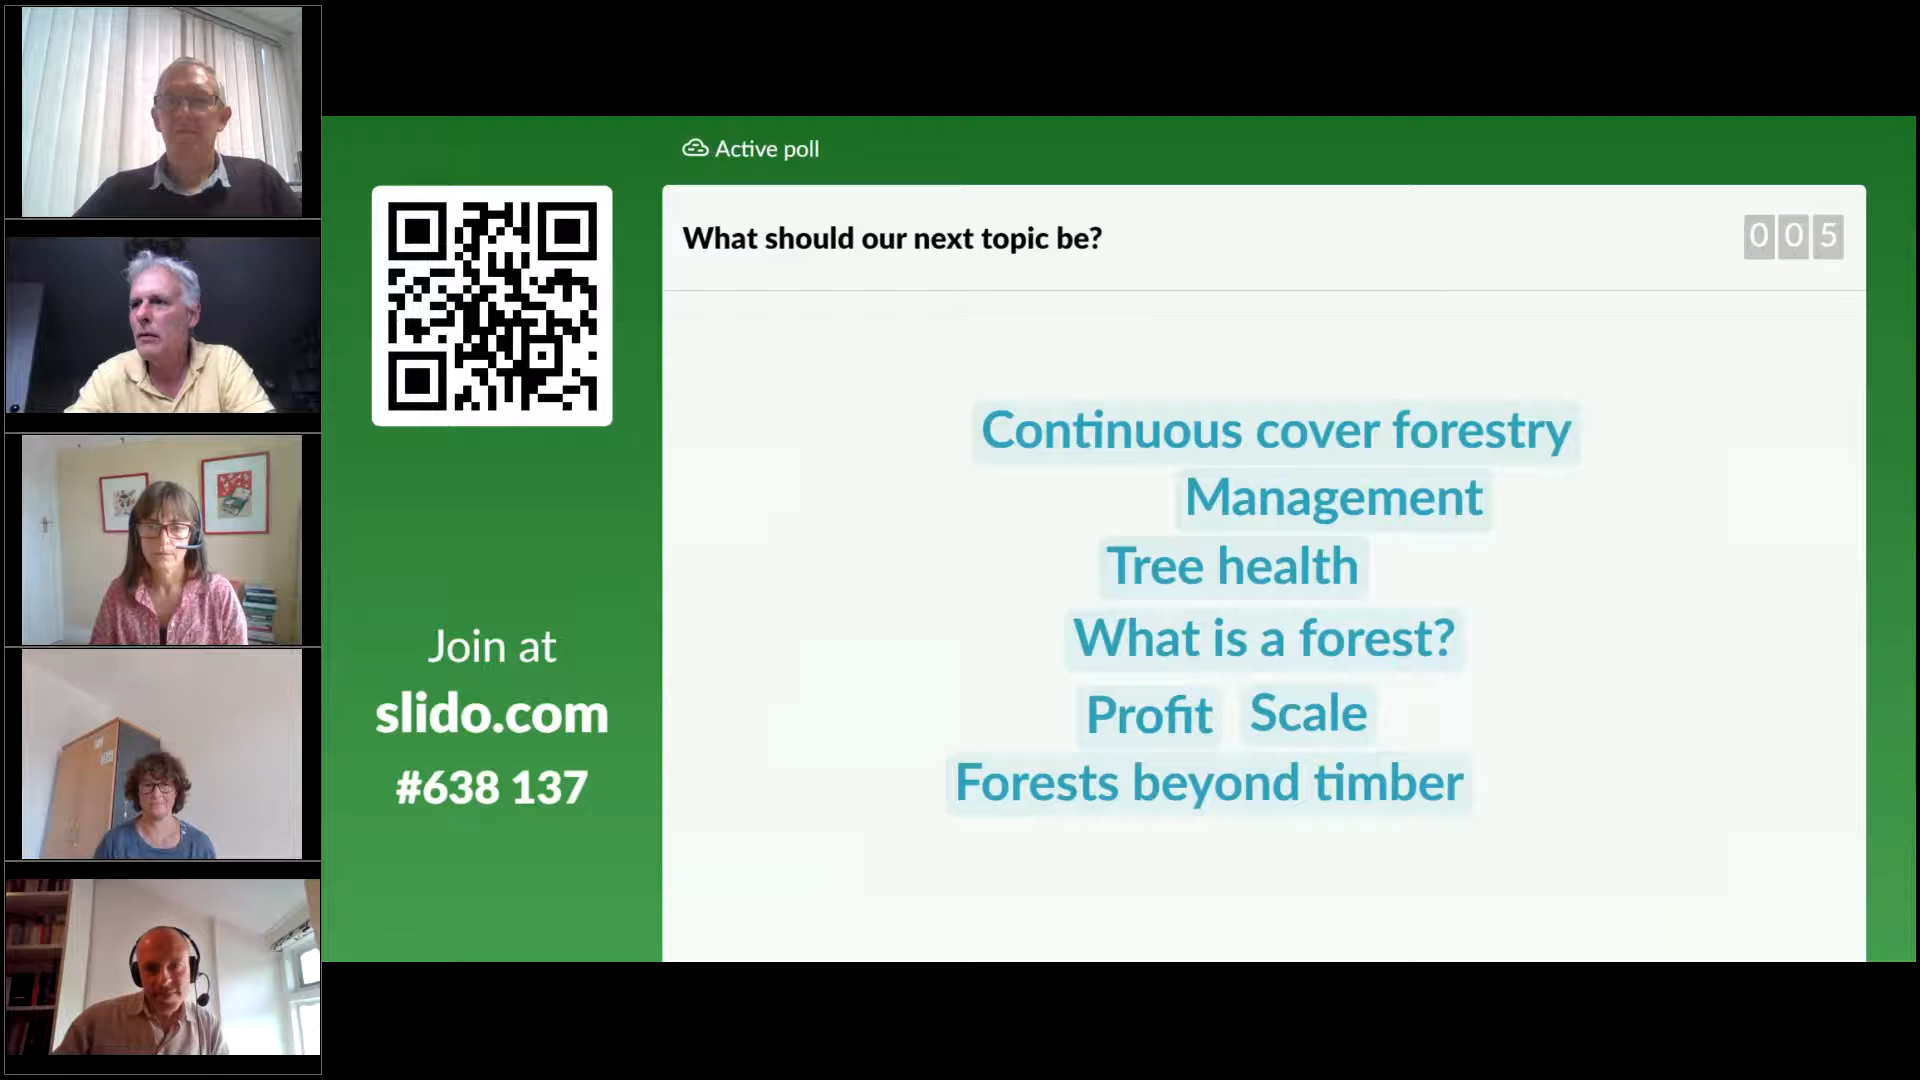 Active poll
What should our next topic be?
005
Continuous cover forestry
Management
Tree health
What is a forest?
Profit Scale
Forests beyond timber
Join at
slido.com
#638 137